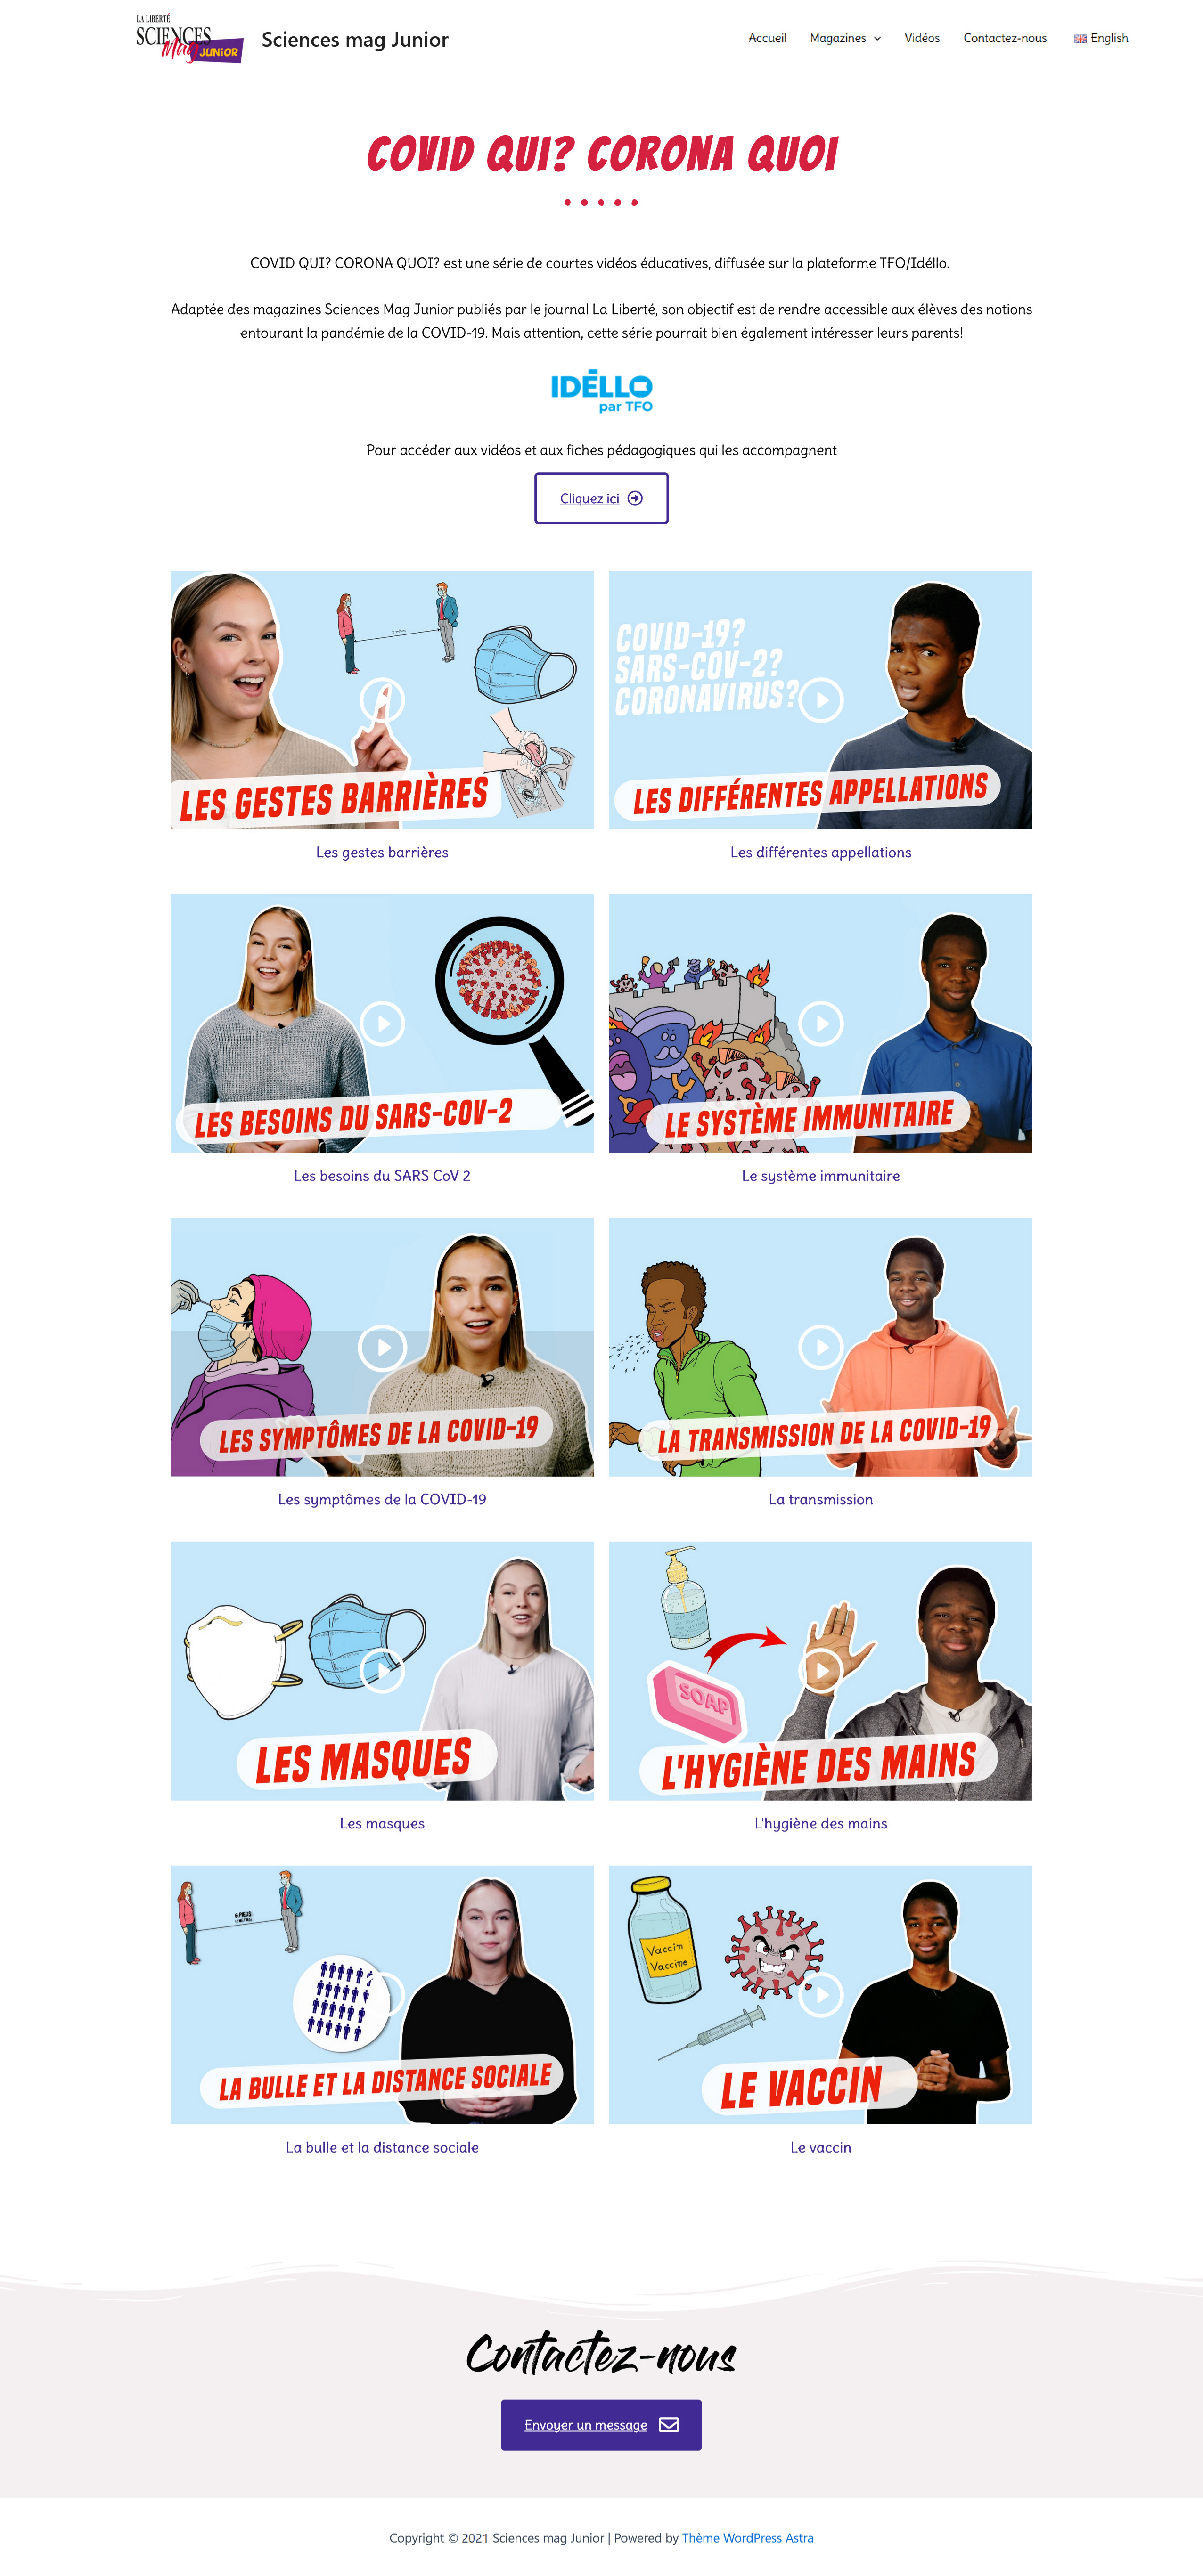 LA LIBERTÉ
SCIENCES
Mag JUNIOR
Sciences mag Junior
Accueil
Magazines
Vidéos
Contactez-nous
English
COVID QUI? CORONA QUOI
COVID QUI? CORONA QUOI? est une série de courtes vidéos éducatives, diffusée sur la plateforme TFO/Idéllo.
Adaptée des magazines Sciences Mag Junior publiés par le journal La Liberté, son objectif est de rendre accessible aux élèves des notions
entourant la pandémie de la COVID-19. Mais attention, cette série pourrait bien également intéresser leurs parents!
IDÉLLO
par TFO
Pour accéder aux vidéos et aux fiches pédagogiques qui les accompagnent
Cliquez ici
LES GESTES BARRIÈRES
Les gestes barrières
COVID-19?
SARS-COV-2?
CORONAVIRUS?
LES DIFFÉRENTES APPELLATIONS
Les différentes appellations
LES BESOINS DU SARS-COV-2
Les besoins du SARS CoV 2
LE SYSTÈME IMMUNITAIRE
Le système immunitaire
LES SYMPTÔMES DE LA COVID-19
Les symptômes de la COVID-19
LA TRANSMISSION DE LA COVID-19
La transmission
LES MASQUES
Les masques
SOAP
L'HYGIÈNE DES MAINS
L'hygiène des mains
6 PIEDS
LA BULLE ET LA DISTANCE SOCIALE
La bulle et la distance sociale
Vaccin
Vaccine
LE VACCIN
Le vaccin
Contactez-nous
Envoyer un message
Copyright © 2021 Sciences mag Junior | Powered by Thème WordPress Astra